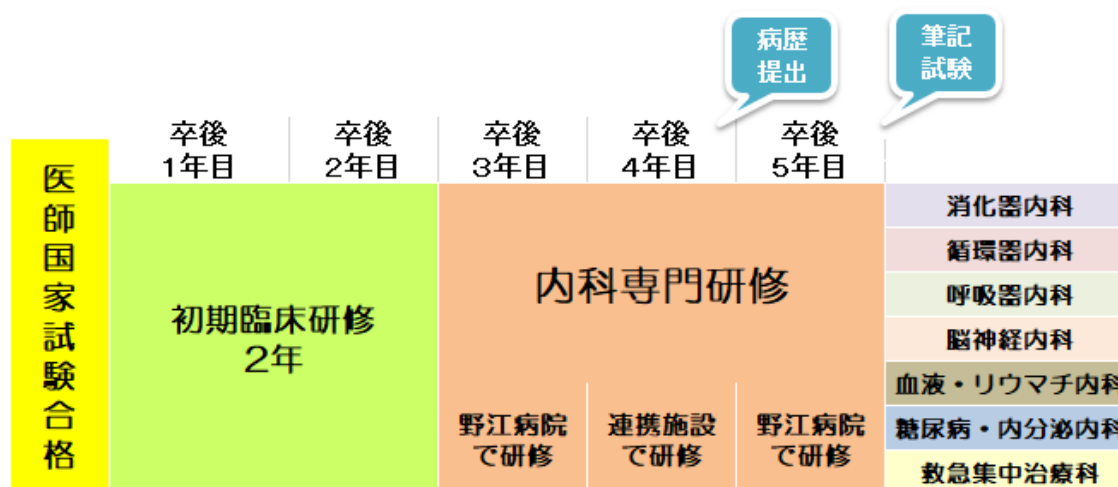 病歴
提出
筆記
試験
卒後
1年目
卒後
2年目
卒後
3年目
卒後
4年目
卒後
5年目
医師国家試験合格
初期臨床研修
2年
内科専門研修
野江病院
で研修
連携施設
で研修
野江病院
で研修
消化器内科
循環器内科
呼吸器内科
脳神経内科
血液・リウマチ内科
糖尿病・内分泌内科
救急集中治療科